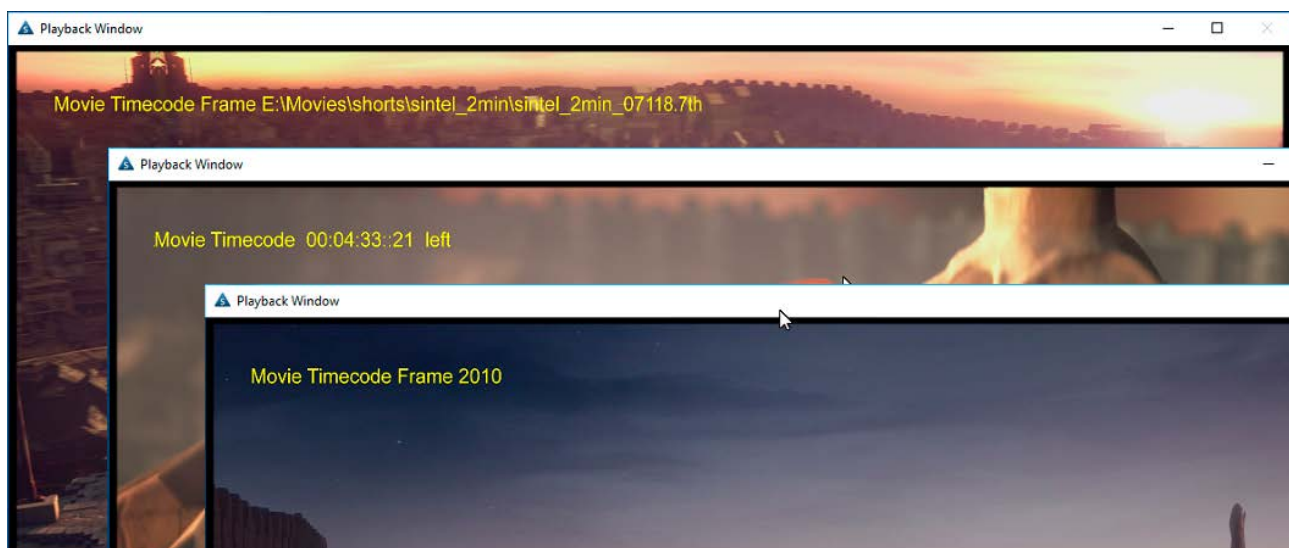 Playback Window
Movie Timecode Frame E:\Movies\shorts\sintel_2min\sintel_2min_07118.7th
Playback Window
Movie Timecode 00:04:33::21 left
Playback Window
Movie Timecode Frame 2010